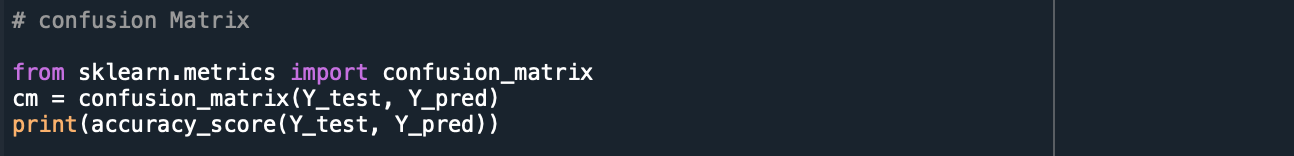 # confusion Matrix
from sklearn.metrics import confusion_matrix
cm = confusion_matrix(Y_test, Y_pred)
print(accuracy_score(Y_test, Y_pred))